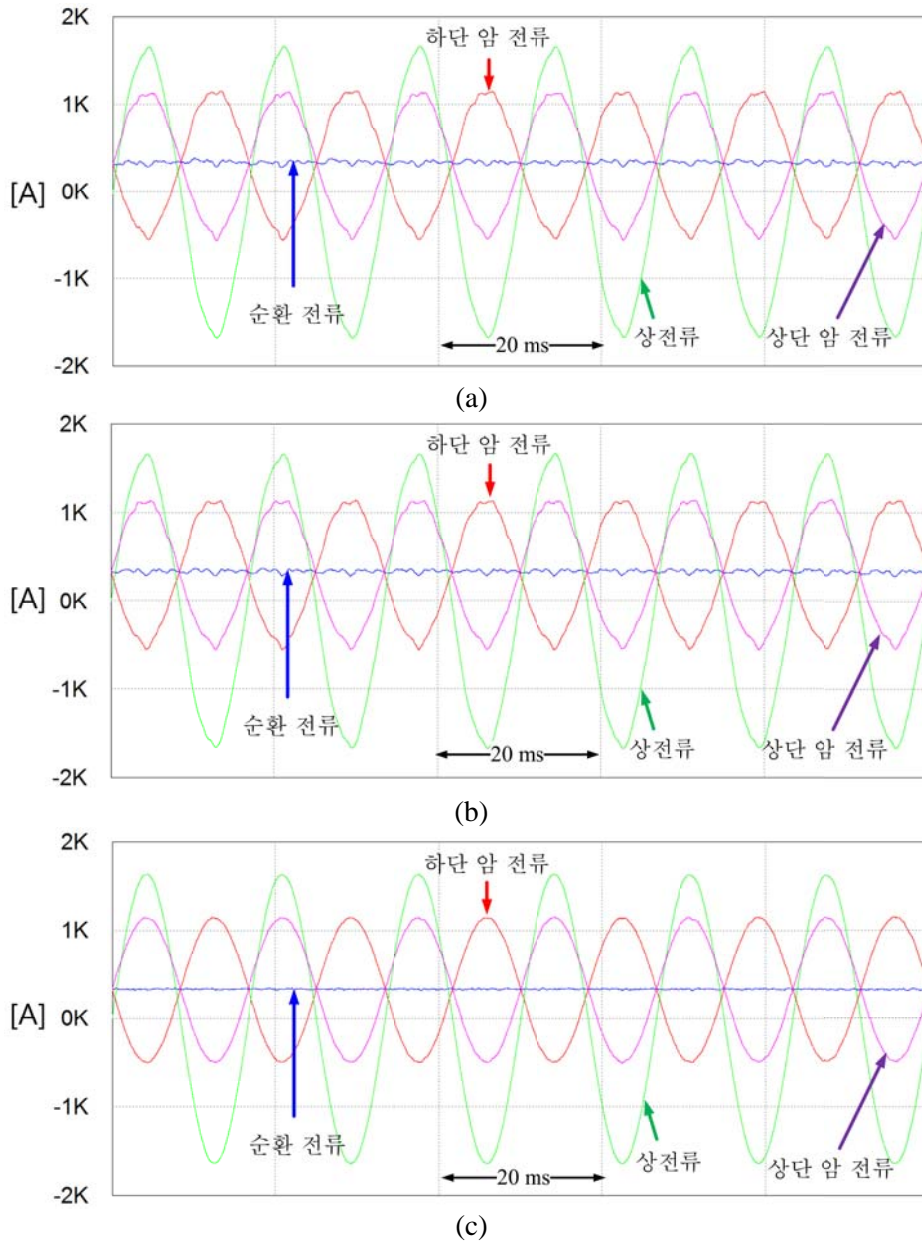 2K
하단 암 전류
1K
[A]
0K
-1K
순환 전류
상전류
상단 암 전류
20 ms
-2K
(a)
2K
하단 암 전류
1K
[A]
0K
-1K
순환 전류
상전류
상단 암 전류
20 ms
-2K
(b)
2K
하단 암 전류
1K
[A]
0K
-1K
순환 전류
상전류
상단 암 전류
20 ms
-2K
(c)